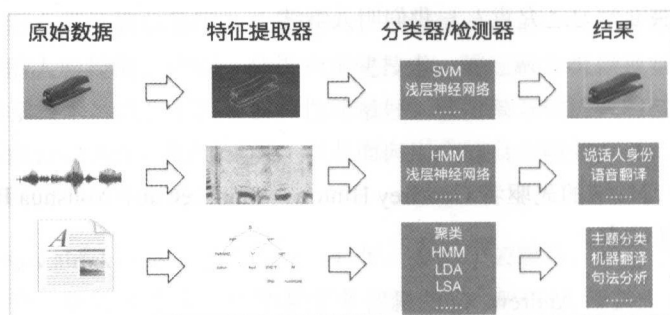 原始数据 特征提取器 分类器/检测器 结果
SVM
浅层神经网络
......
HMM
浅层神经网络
......
说话人身份
语音翻译
......
A
聚类
HMM
LDA
LSA
......
主题分类
机器翻译
句法分析
......